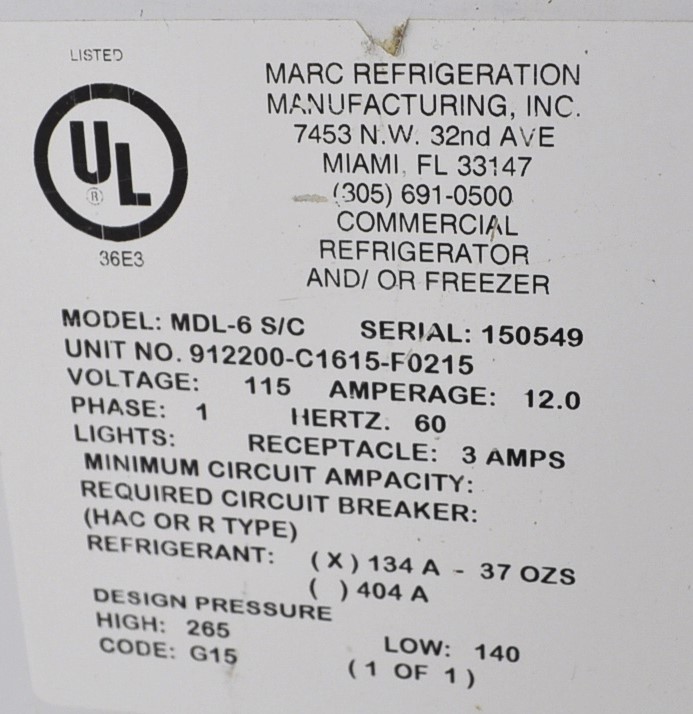 LISTED
UL
®
36E3
MARC REFRIGERATION
MANUFACTURING, INC.
7453 N.W. 32nd AVE
MIAMI, FL 33147
(305) 691-0500
COMMERCIAL
REFRIGERATOR
AND/ OR FREEZER
MODEL: MDL-6 S/C SERIAL: 150549
UNIT NO. 912200-C1615-F0215
VOLTAGE: 115 AMPERAGE: 12.0
PHASE: 1 HERTZ: 60
LIGHTS: RECEPTACLE: 3 AMPS
MINIMUM CIRCUIT AMPACITY:
REQUIRED CIRCUIT BREAKER:
(HAC OR R TYPE)
REFRIGERANT: ( X ) 134 A - 37 OZS
( ) 404 A
DESIGN PRESSURE
HIGH: 265 LOW: 140
CODE: G15 ( 1 OF 1 )